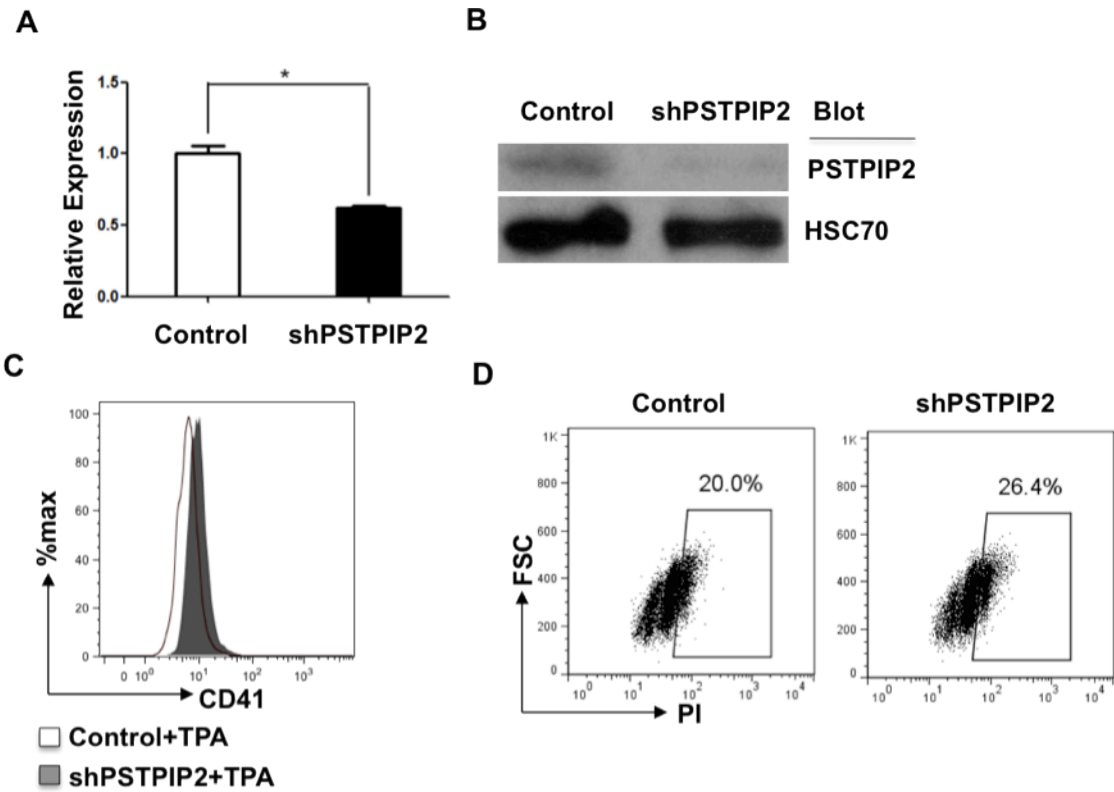 A
Relative Expression
1.5
1.0
0.5
0.0
*
Control
shPSTPIP2
B
Control shPSTPIP2 Blot
PSTPIP2
HSC70
C
%max
100
80
60
40
20
0
0 10^0 10^1 10^2 10^3
CD41
Control+TPA
shPSTPIP2+TPA
D
Control
FSC
1K
800
600
400
200
0
20.0%
10^0 10^1 10^2 10^3 10^4
PI
shPSTPIP2
1K
800
600
400
200
0
26.4%
10^0 10^1 10^2 10^3 10^4